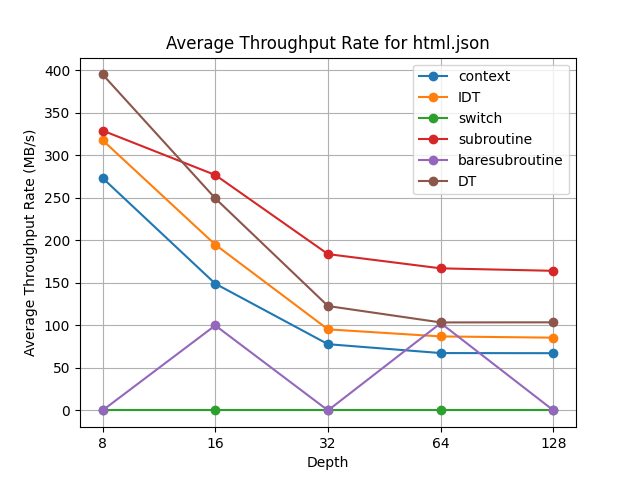 Average Throughput Rate for html.json
400
350
300
250
200
150
100
50
0
Average Throughput Rate (MB/s)
context
IDT
switch
subroutine
baresubroutine
DT
8 16 32 64 128
Depth